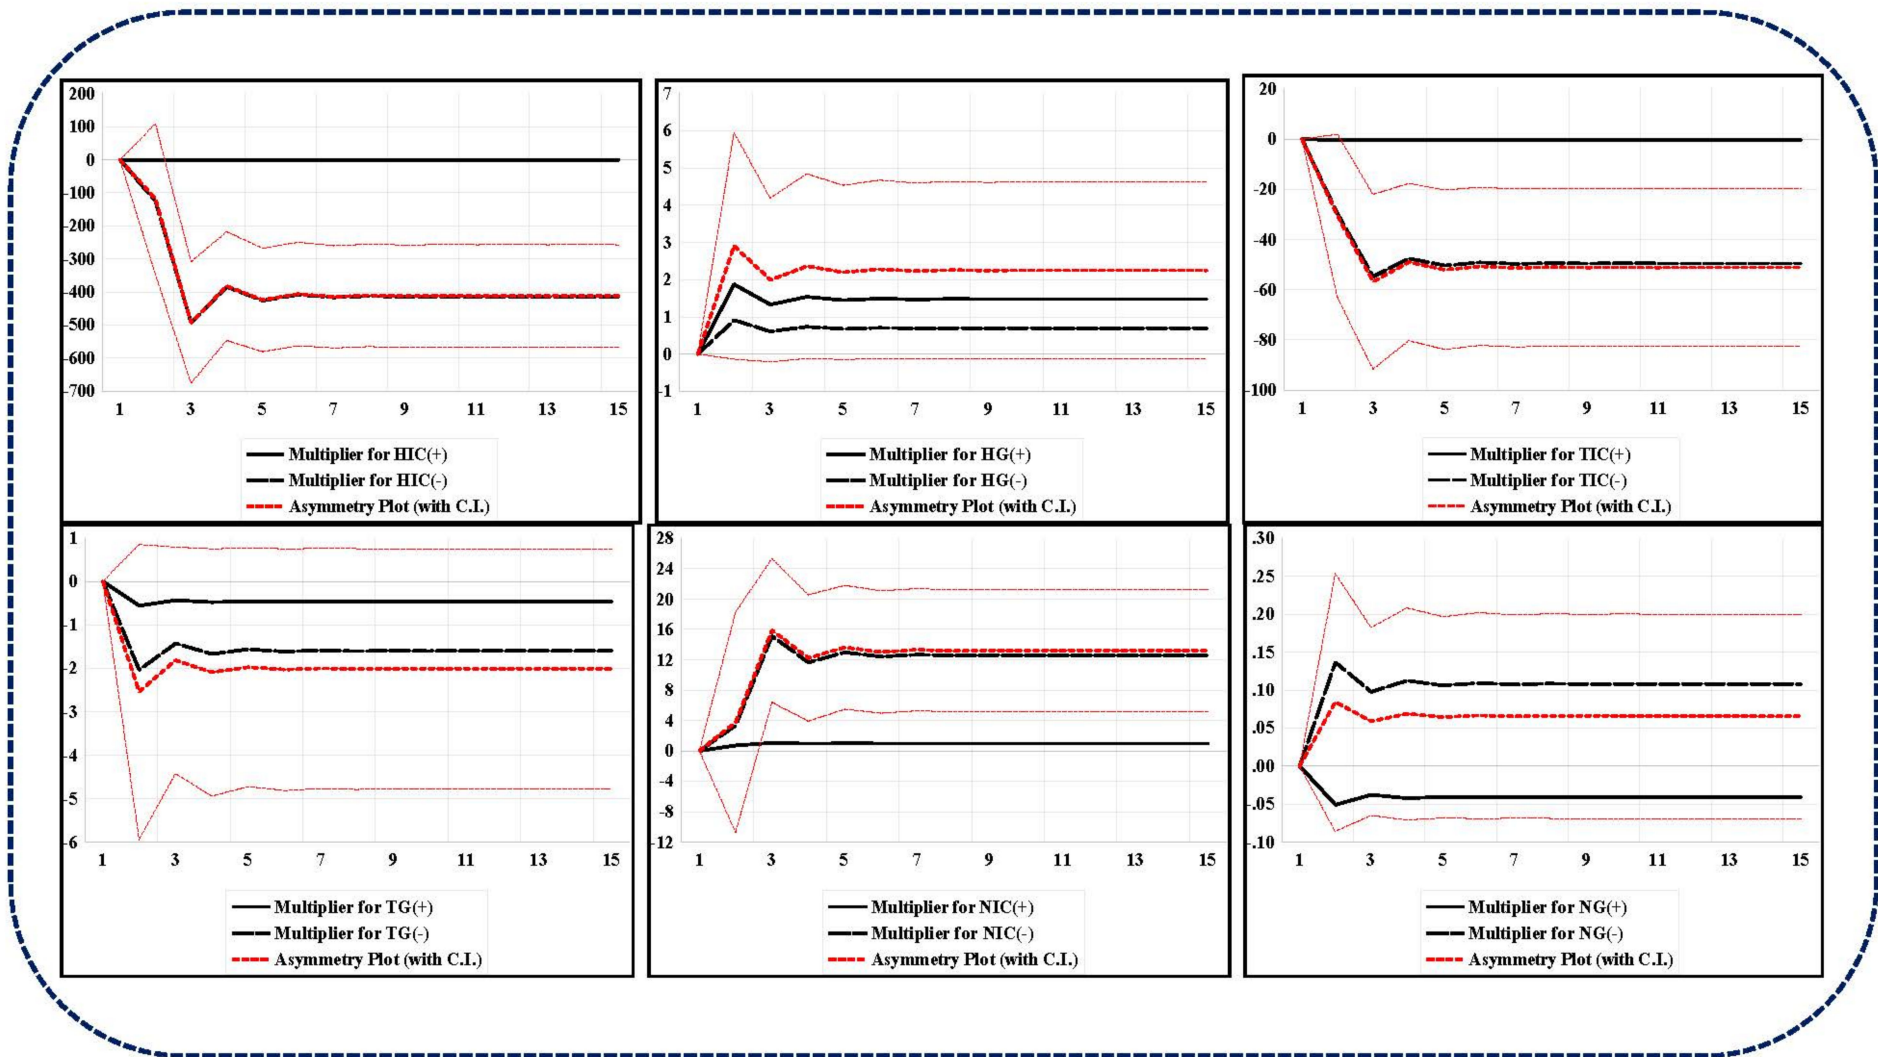 200
100
0
-100
-200
-300
-400
-500
-600
-700
1 3 5 7 9 11 13 15
Multiplier for HIC(+)
Multiplier for HIC(-)
Asymmetry Plot (with C.I.)
7
6
5
4
3
2
1
0
-1
1 3 5 7 9 11 13 15
Multiplier for HG(+)
Multiplier for HG(-)
Asymmetry Plot (with C.I.)
20
0
-20
-40
-60
-80
-100
1 3 5 7 9 11 13 15
Multiplier for TIC(+)
Multiplier for TIC(-)
Asymmetry Plot (with C.I.)
1
0
-1
-2
-3
-4
-5
-6
1 3 5 7 9 11 13 15
Multiplier for TG(+)
Multiplier for TG(-)
Asymmetry Plot (with C.I.)
28
24
20
16
12
8
4
0
-4
-8
-12
1 3 5 7 9 11 13 15
Multiplier for NIC(+)
Multiplier for NIC(-)
Asymmetry Plot (with C.I.)
.30
.25
.20
.15
.10
.05
.00
-.05
-.10
1 3 5 7 9 11 13 15
Multiplier for NG(+)
Multiplier for NG(-)
Asymmetry Plot (with C.I.)